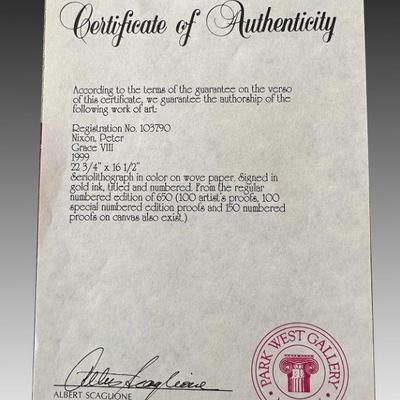 Certificate of Authenticity
According to the terms of the guarantee on the verso
of this certificate, we guarantee the authorship of the
following work of art:
Registration No. 103790
Nixon, Peter
Grace VIII
1999
22 3/4" x 16 1/2"
Seriolithograph in color on wove paper. Signed in
gold ink, titled and numbered. From the regular
numbered edition of 650 (100 artist's proofs, 100
special numbered edition proofs and 150 numbered
proofs on canvas also exist.)
Albert Scaglione
ALBERT SCAGLIONE
PARK WEST GALLERY